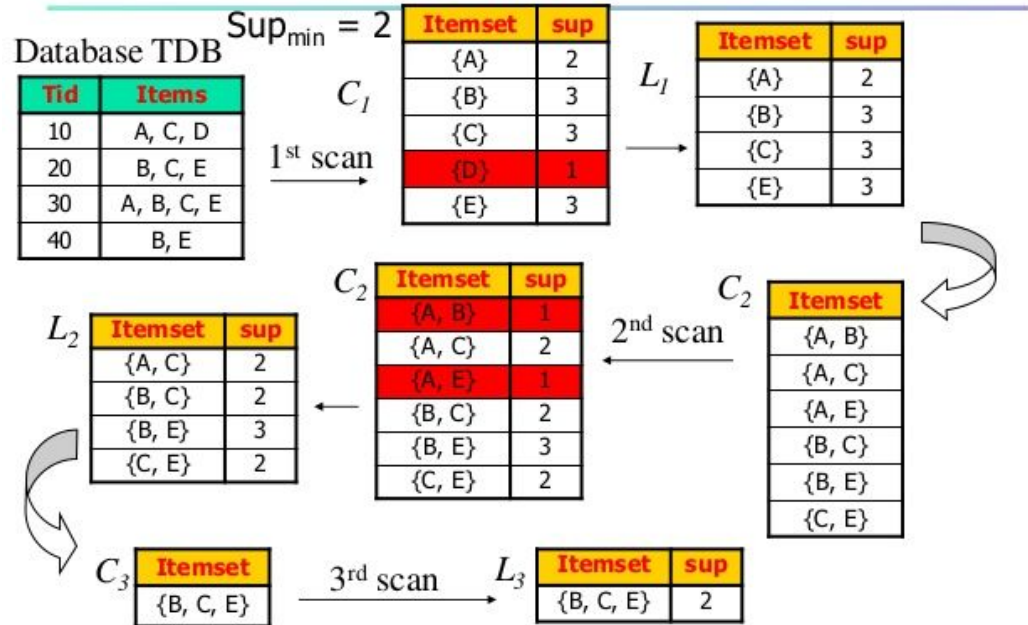 Sup_min = 2
Database TDB
Tid Items
10 A, C, D
20 B, C, E
30 A, B, C, E
40 B, E
1st scan
C1
Itemset sup
{A} 2
{B} 3
{C} 3
{D} 1
{E} 3
L1
Itemset sup
{A} 2
{B} 3
{C} 3
{E} 3
C2
Itemset
{A, B}
{A, C}
{A, E}
{B, C}
{B, E}
{C, E}
2nd scan
C2
Itemset sup
{A, B} 1
{A, C} 2
{A, E} 1
{B, C} 2
{B, E} 3
{C, E} 2
L2
Itemset sup
{A, C} 2
{B, C} 2
{B, E} 3
{C, E} 2
C3
Itemset
{B, C, E}
3rd scan
L3
Itemset sup
{B, C, E} 2